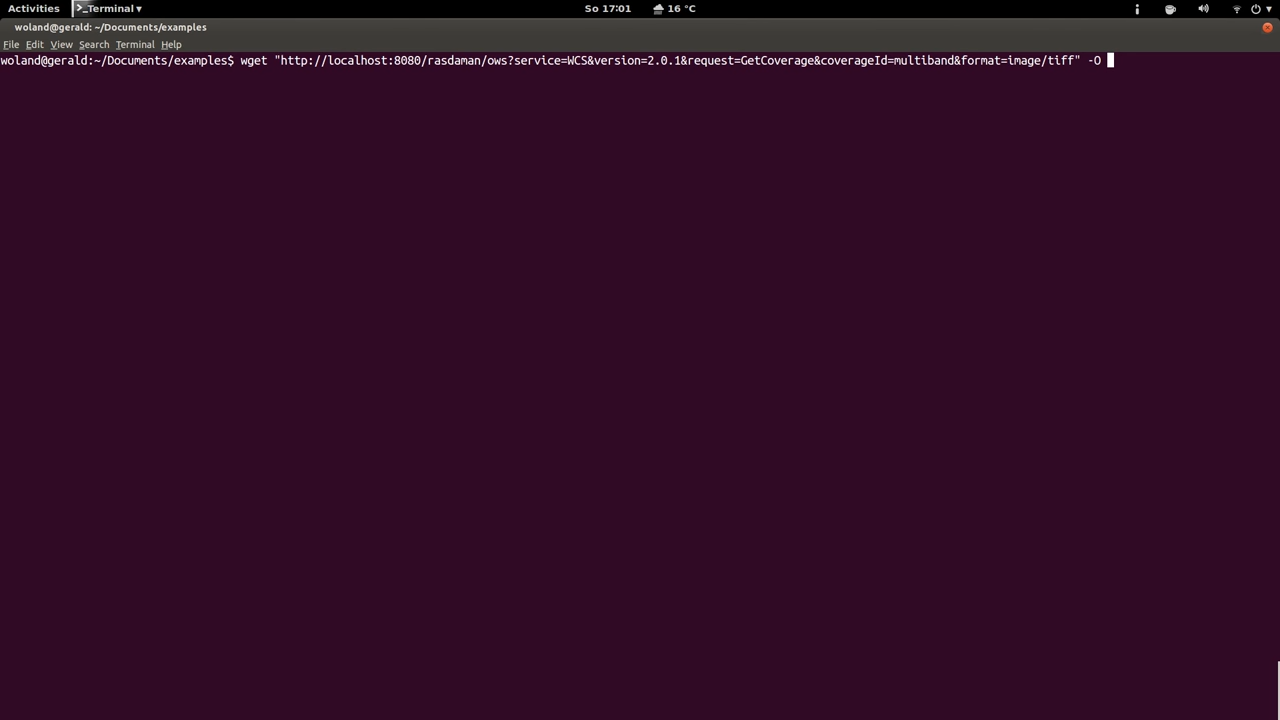 Activities Terminal So 17:01 16 °C
woland@gerald: ~/Documents/examples
File Edit View Search Terminal Help
woland@gerald:~/Documents/examples$ wget "http://localhost:8080/rasdaman/ows?service=WCS&version=2.0.1&request=GetCoverage&coverageId=multiband&format=image/tiff" -O